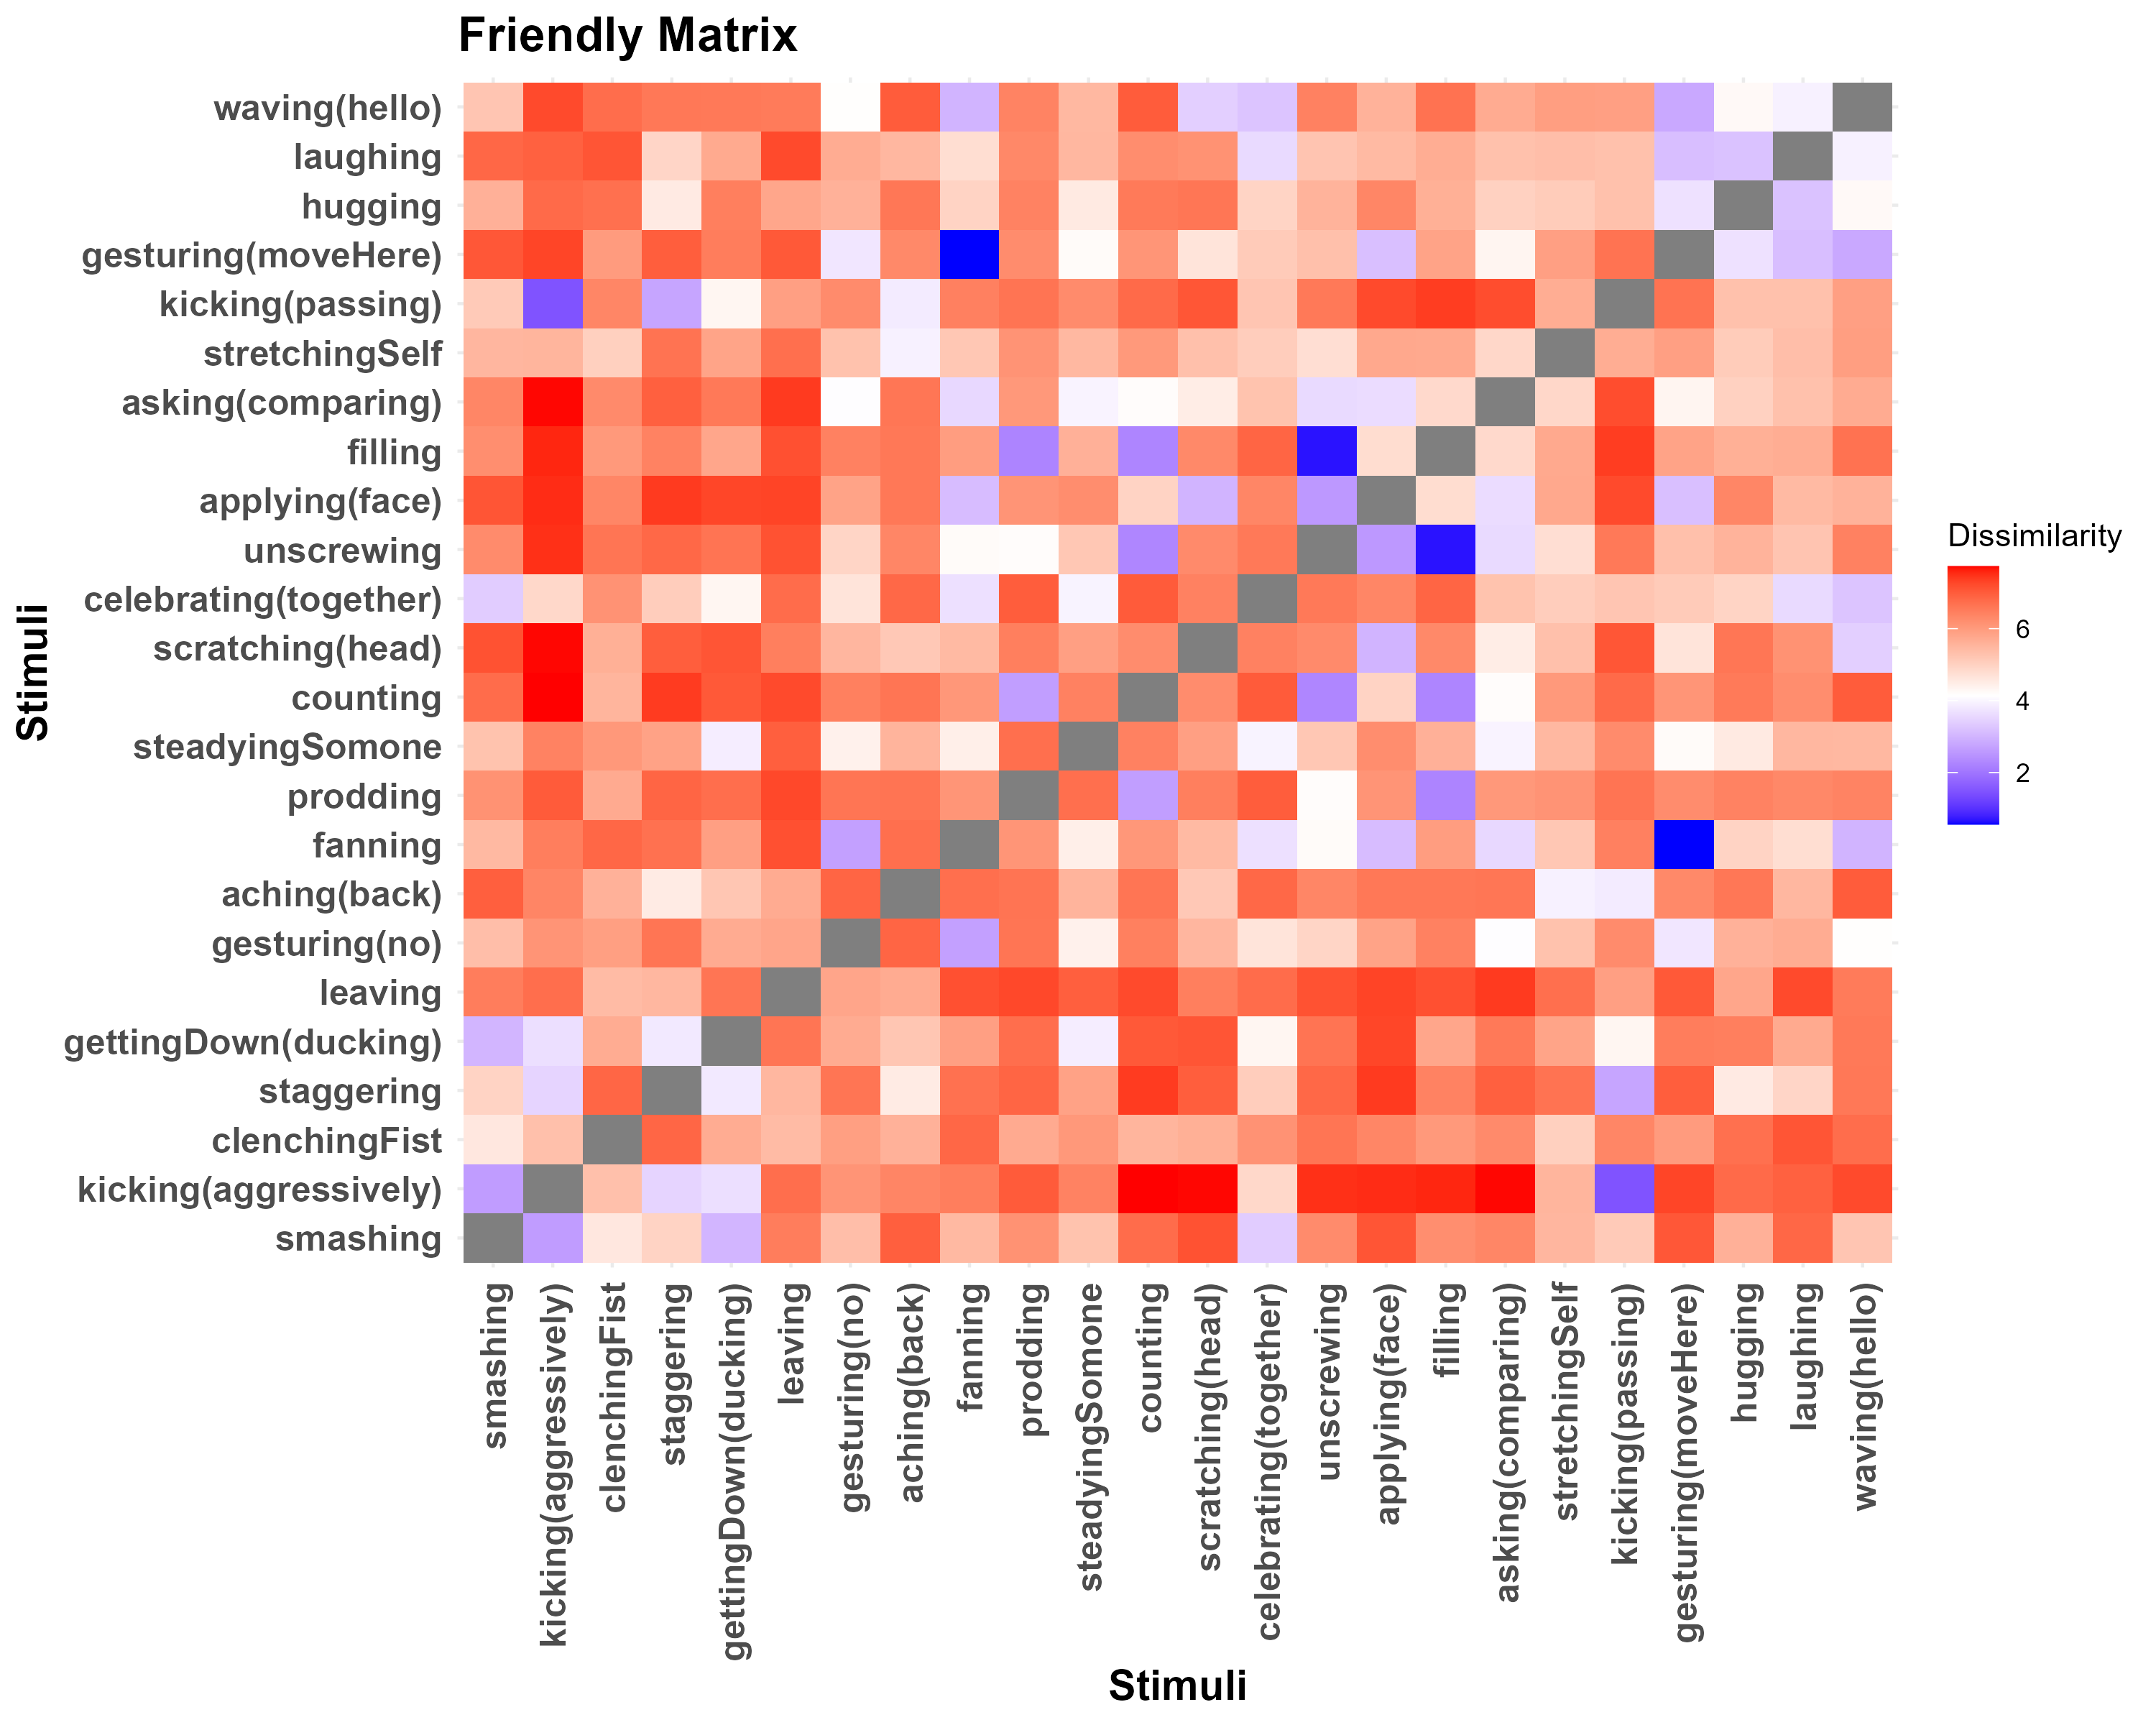 Friendly Matrix
waving(hello)
laughing
hugging
gesturing(moveHere)
kicking(passing)
stretchingSelf
asking(comparing)
filling
applying(face)
unscrewing
celebrating(together)
scratching(head)
counting
steadyingSomone
prodding
fanning
aching(back)
gesturing(no)
leaving
gettingDown(ducking)
staggering
clenchingFist
kicking(aggressively)
smashing
Stimuli
smashing
kicking(aggressively)
clenchingFist
staggering
gettingDown(ducking)
leaving
gesturing(no)
aching(back)
fanning
prodding
steadyingSomone
counting
scratching(head)
celebrating(together)
unscrewing
applying(face)
filling
asking(comparing)
stretchingSelf
kicking(passing)
gesturing(moveHere)
hugging
laughing
waving(hello)
Stimuli
Dissimilarity
6
4
2